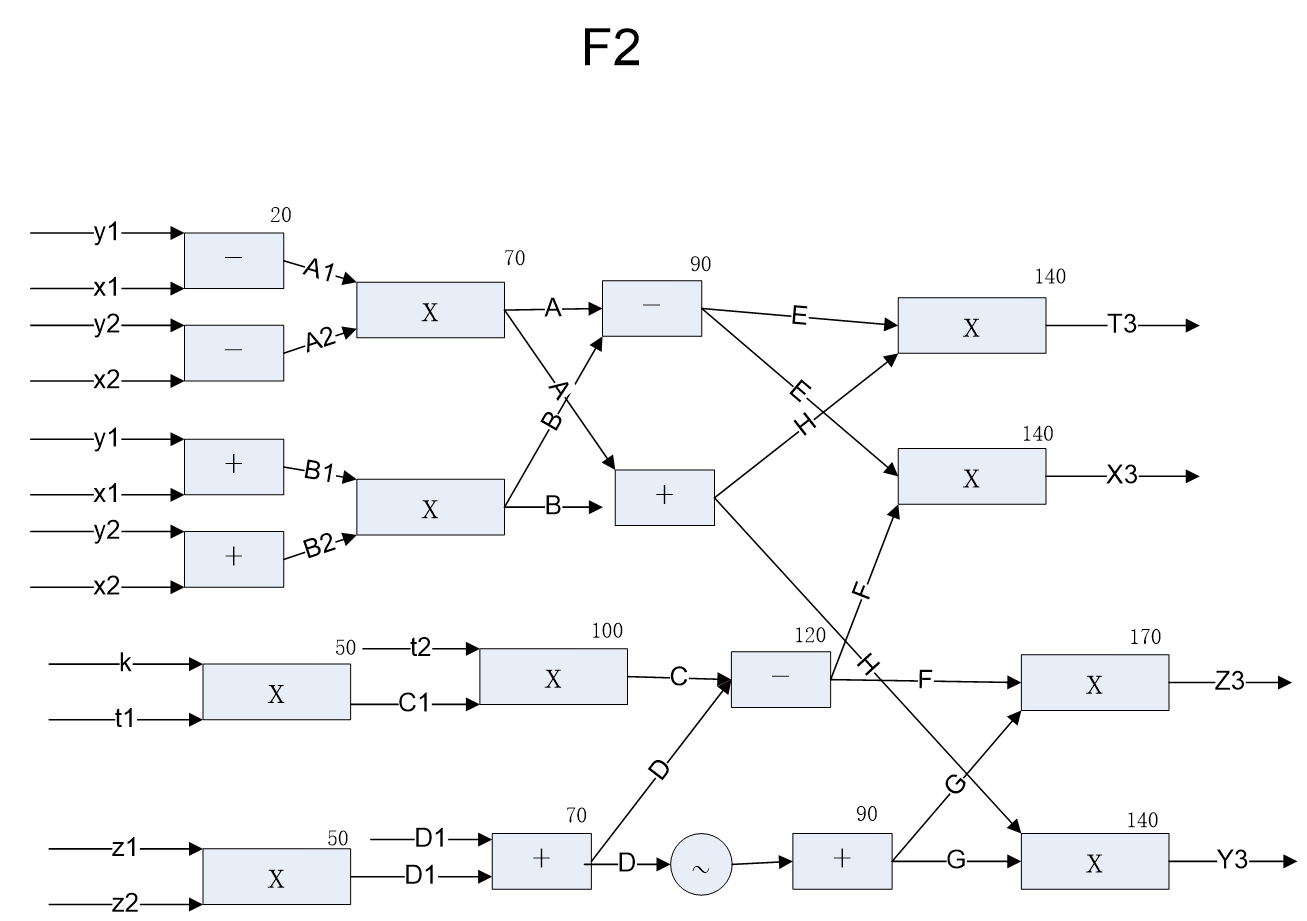 F2
20
y1
−
x1
A1
70
X
y2
−
x2
A2
A
90
−
E
140
X
T3
A
B
E
H
y1
+
x1
B1
X
y2
+
x2
B2
B
+
140
X
X3
F
k
50
X
t1
t2
100
X
C1
C
120
−
H
F
170
X
Z3
D
G
z1
50
X
z2
D1
70
+
D1
D
~
90
+
G
140
X
Y3